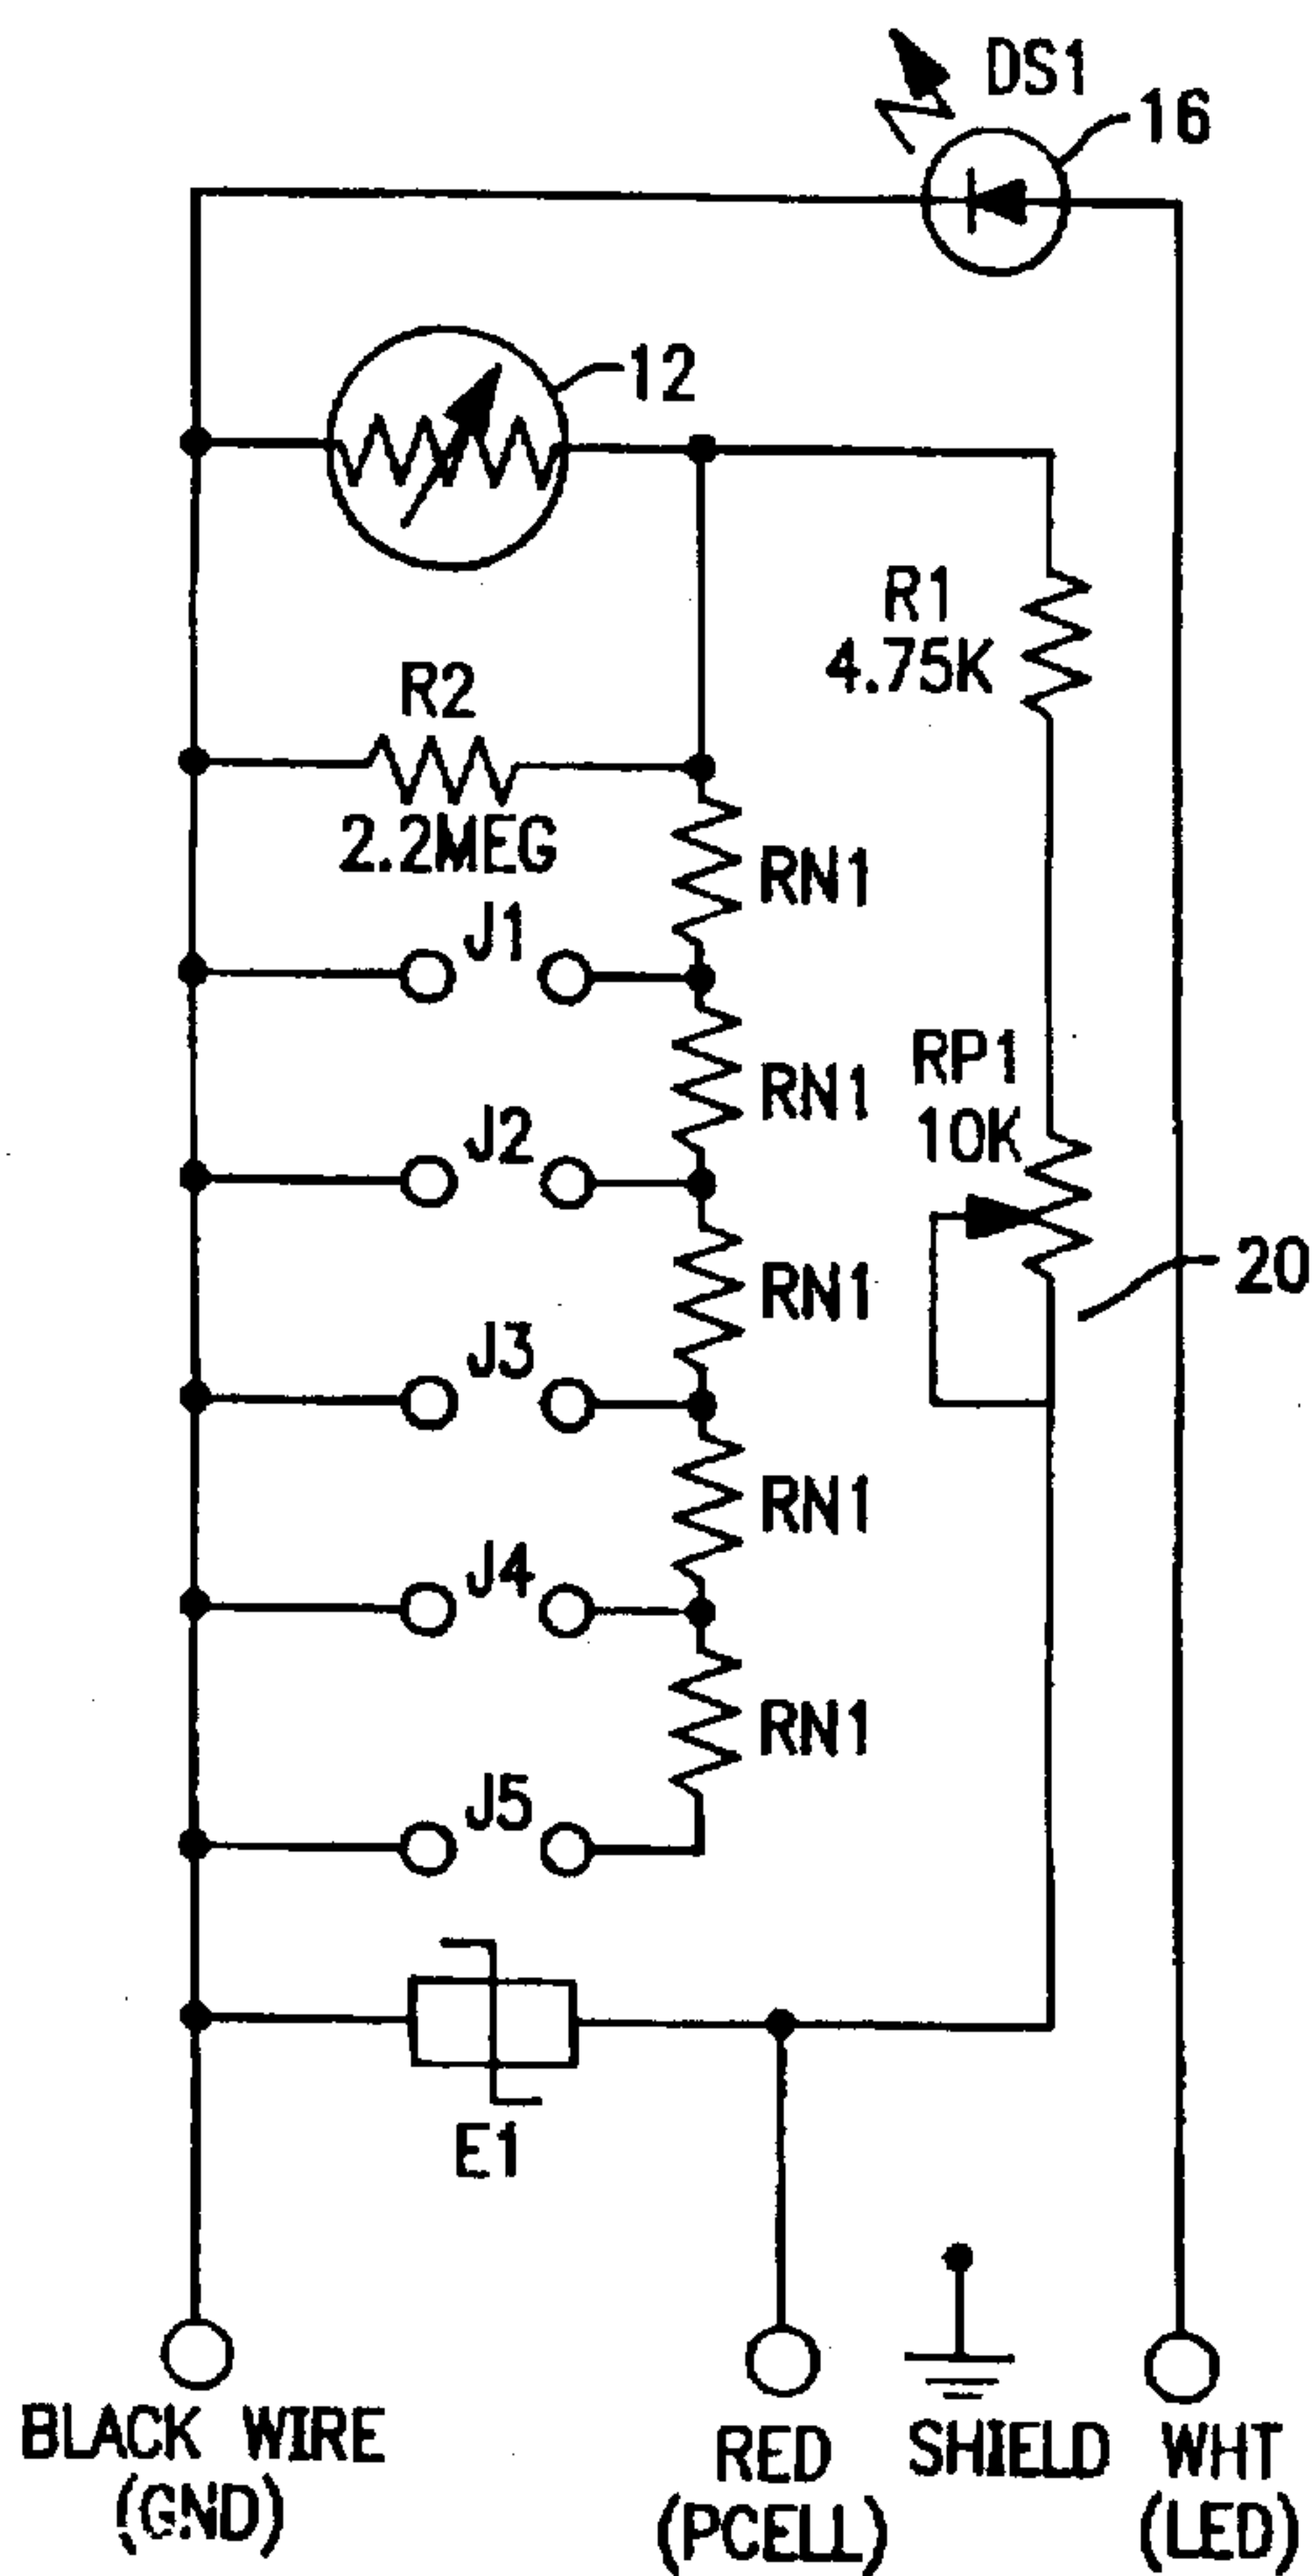 DS1
16
12
R1
4.75K
R2
2.2MEG
RN1
J1
RN1
RP1
10K
J2
RN1
20
J3
RN1
J4
RN1
J5
E1
BLACK WIRE
(GND)
RED
(PCELL)
SHIELD
WHT
(LED)